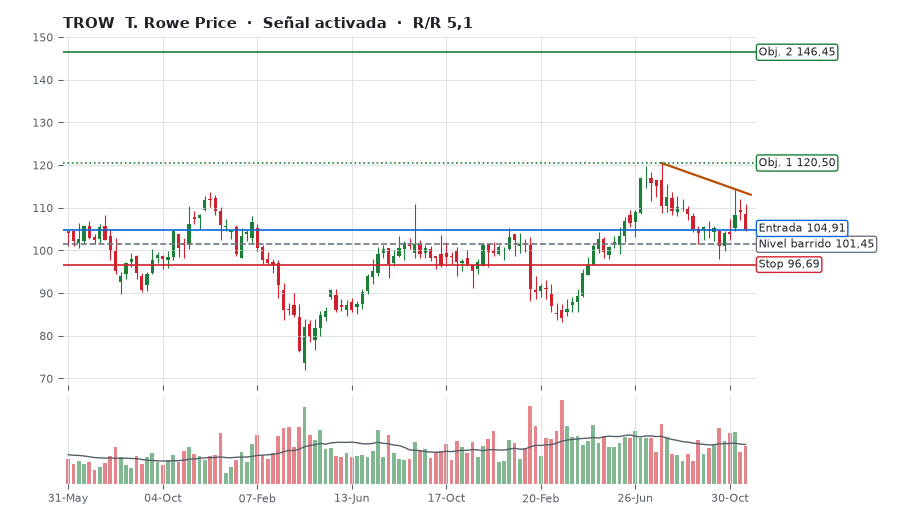 TROW T. Rowe Price · Señal activada · R/R 5,1
150
140
130
120
110
100
90
80
70
Obj. 2 146,45
Obj. 1 120,50
Entrada 104,91
Nivel barrido 101,45
Stop 96,69
31-May
04-Oct
07-Feb
13-Jun
17-Oct
20-Feb
26-Jun
30-Oct